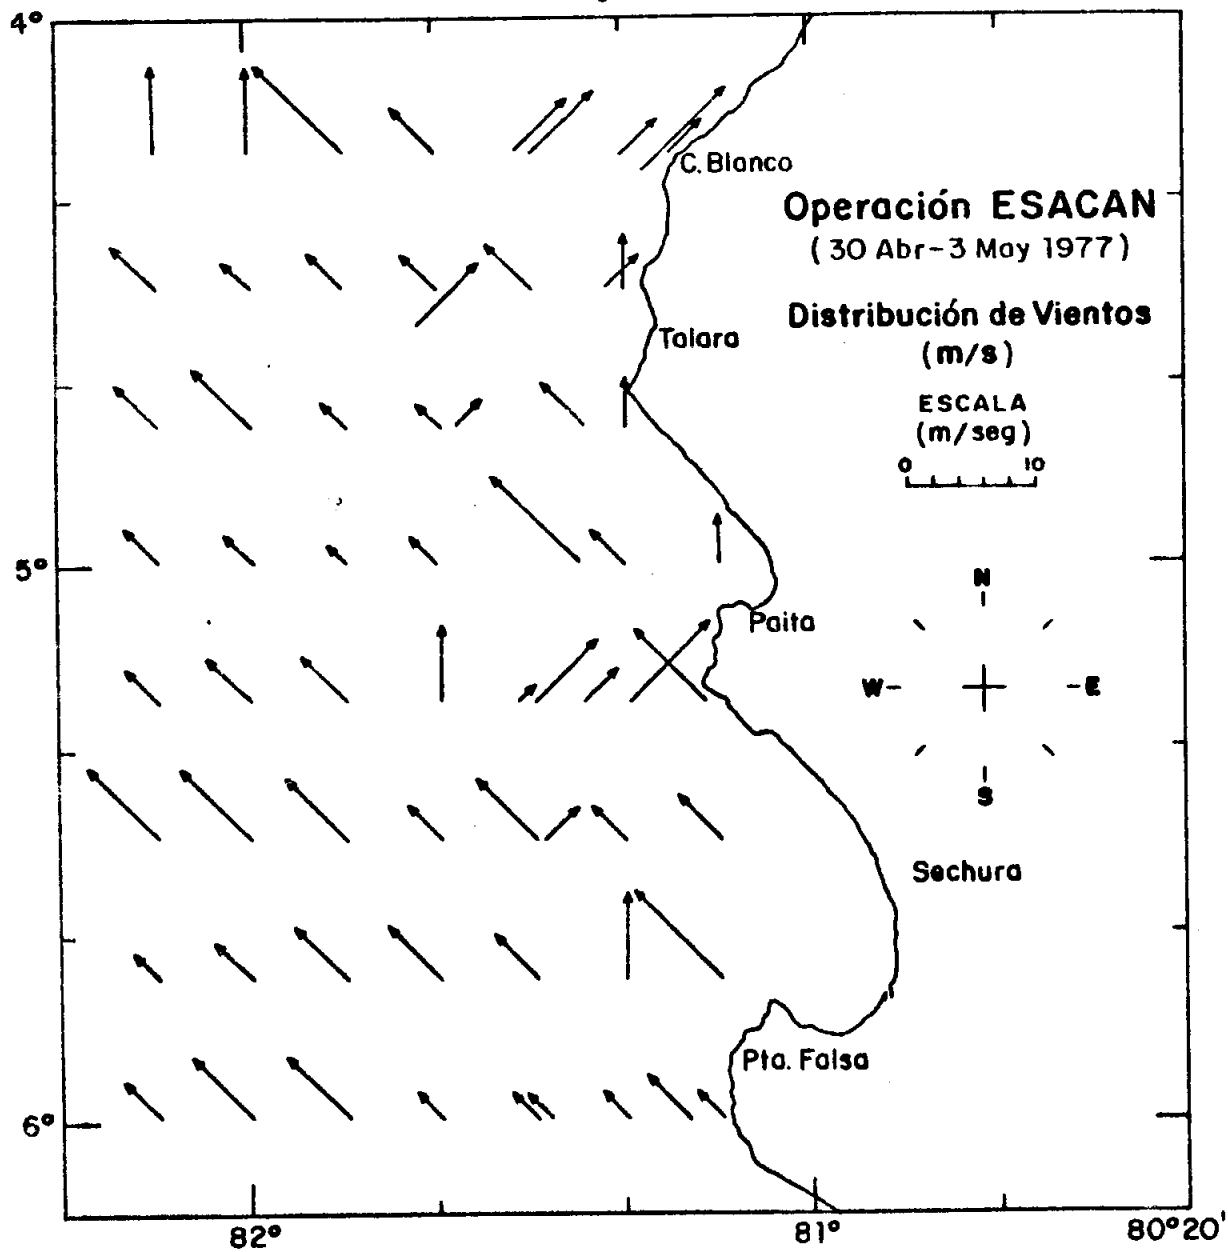 4°
C. Blanco
Operación ESACAN
(30 Abr-3 May 1977)
Distribución de Vientos
(m/s)
Talara
ESCALA
(m/seg)
0 10
5°
N
Paita
W E
S
Sechura
Pta. Falsa
6°
82° 81° 80°20'